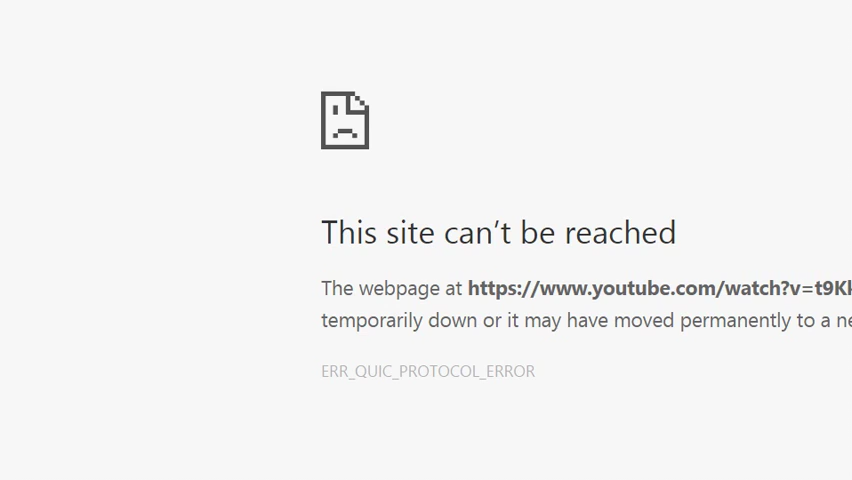 This site can’t be reached
The webpage at https://www.youtube.com/watch?v=t9K
temporarily down or it may have moved permanently to a ne
ERR_QUIC_PROTOCOL_ERROR